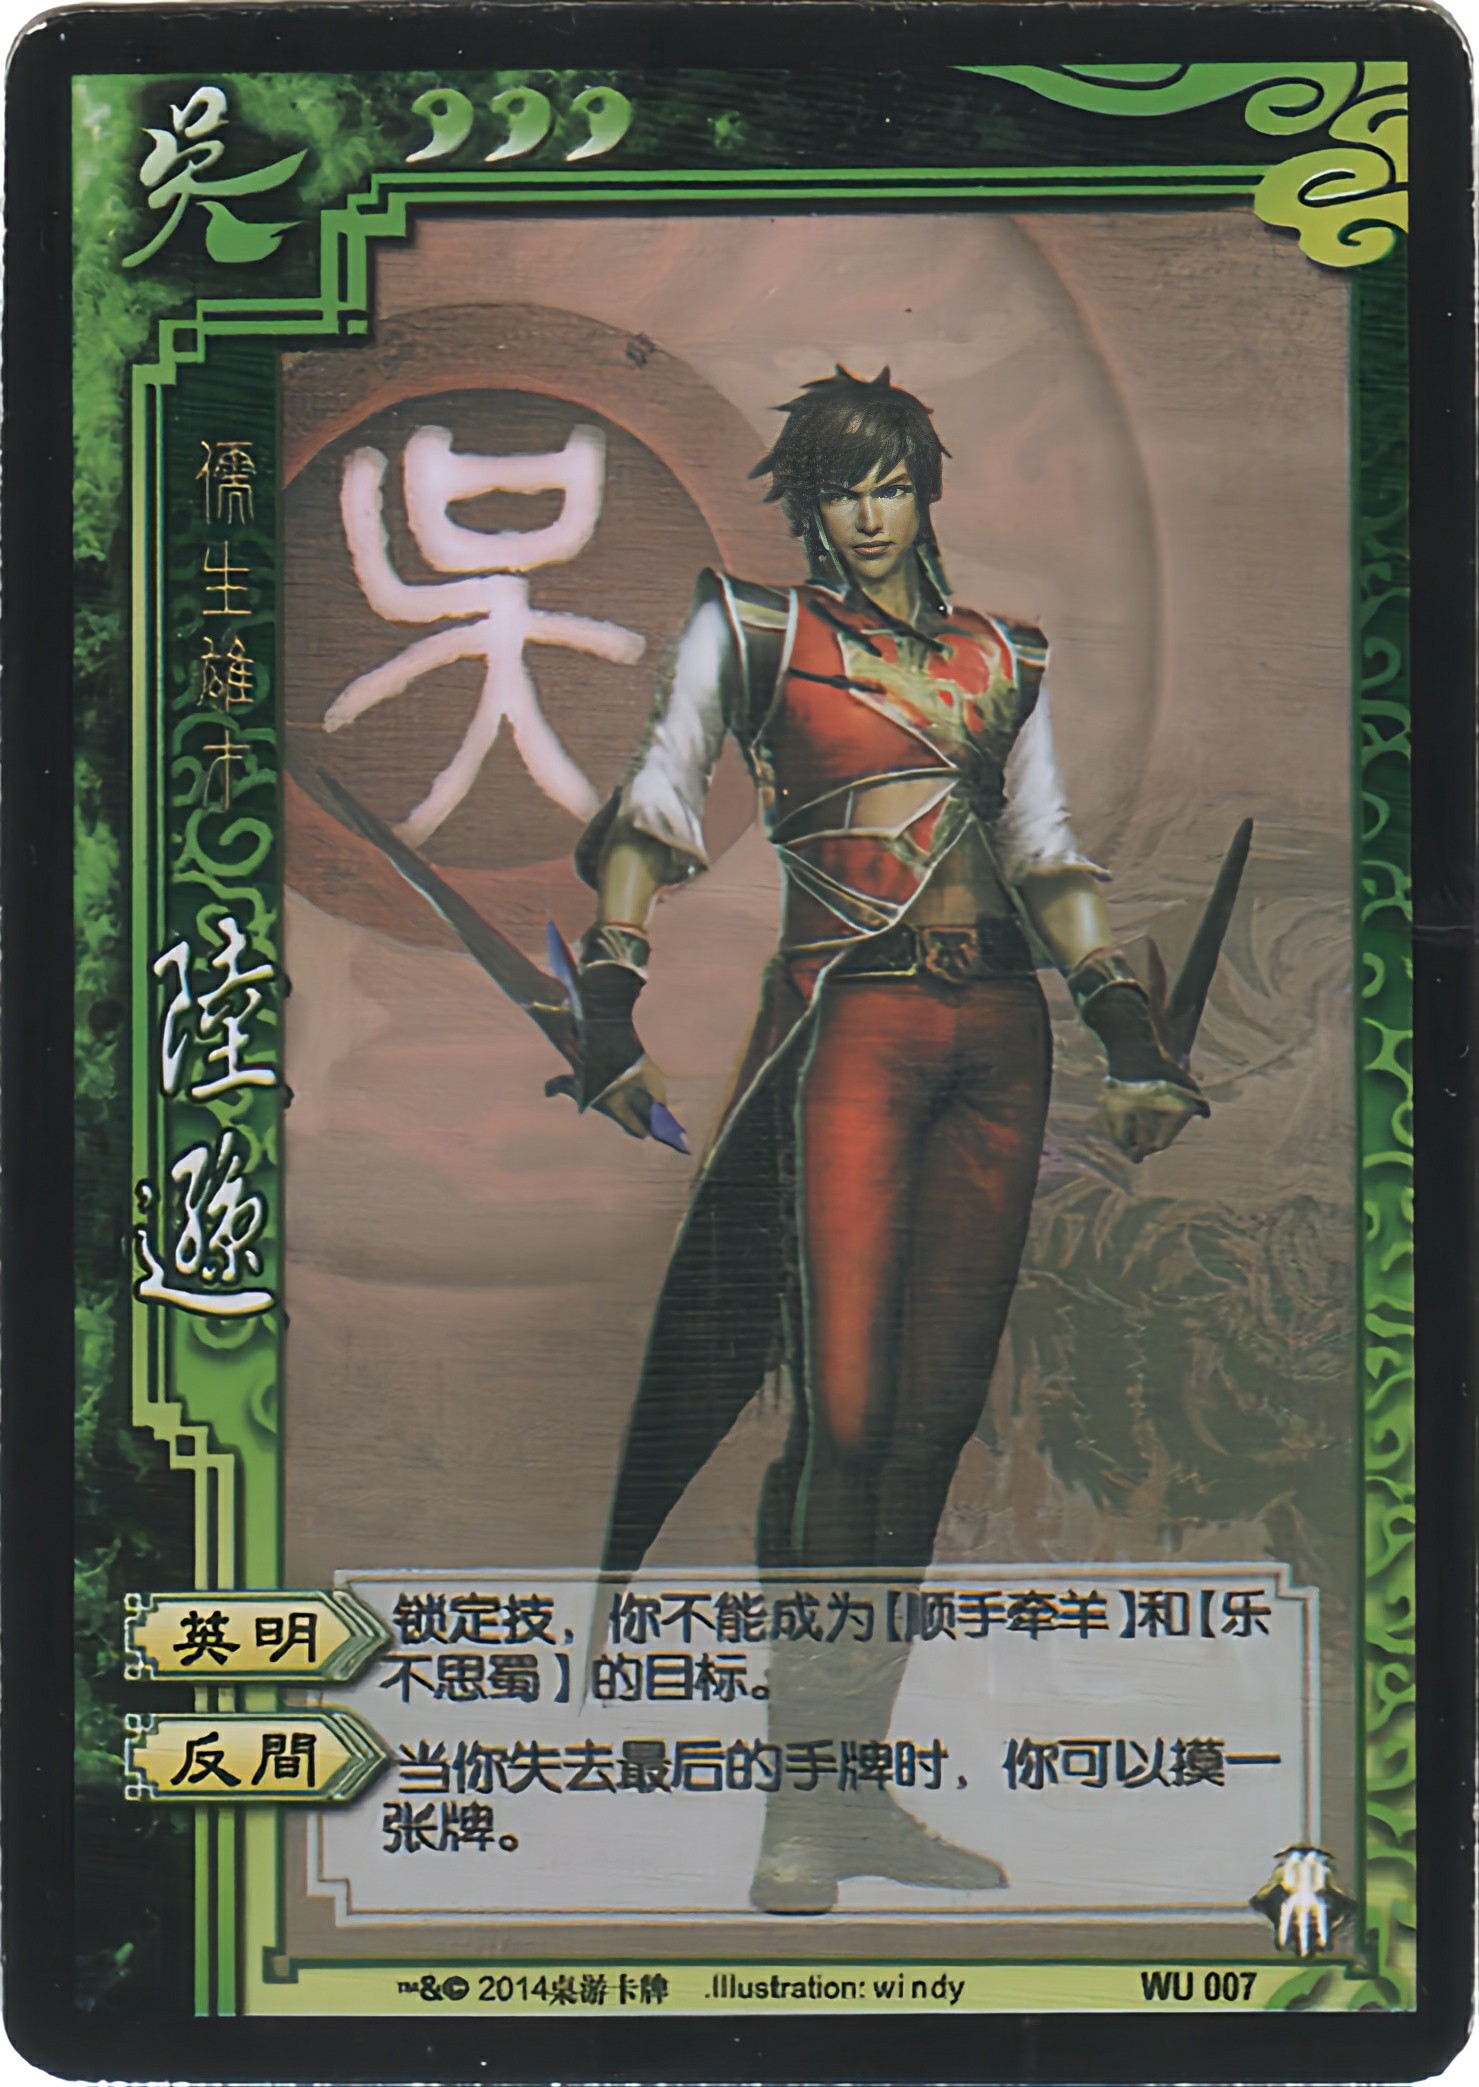 吳
吳
儒生雄才
陸遜
英明
锁定技，你不能成为【顺手牵羊】和【乐
不思蜀】的目标。
反間
当你失去最后的手牌时，你可以摸一
张牌。
™&© 2014桌游卡牌 .Illustration: windy WU 007